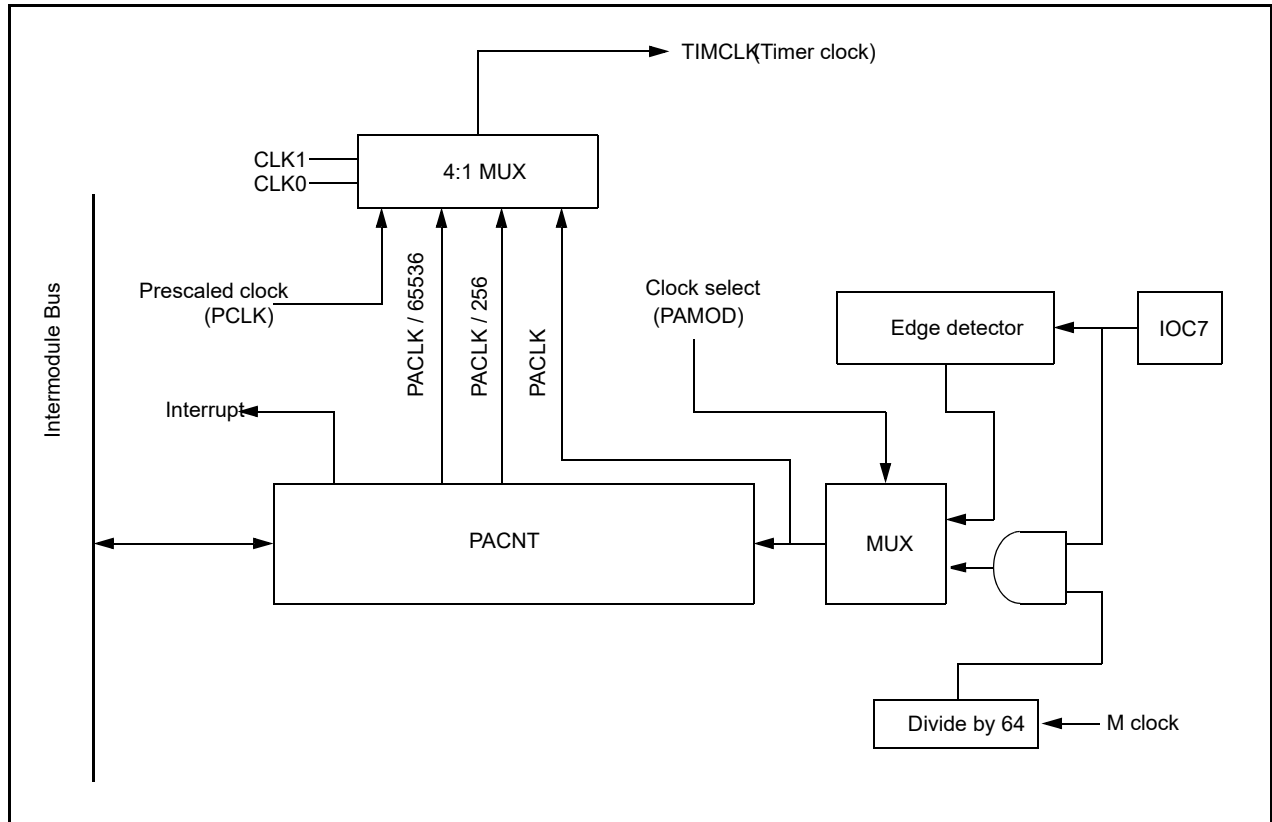 TIMCLK(Timer clock)
CLK1
CLK0
4:1 MUX
Intermodule Bus
Prescaled clock
(PCLK)
PACLK / 65536
PACLK / 256
PACLK
Clock select
(PAMOD)
Edge detector
IOC7
Interrupt
PACNT
MUX
Divide by 64
M clock